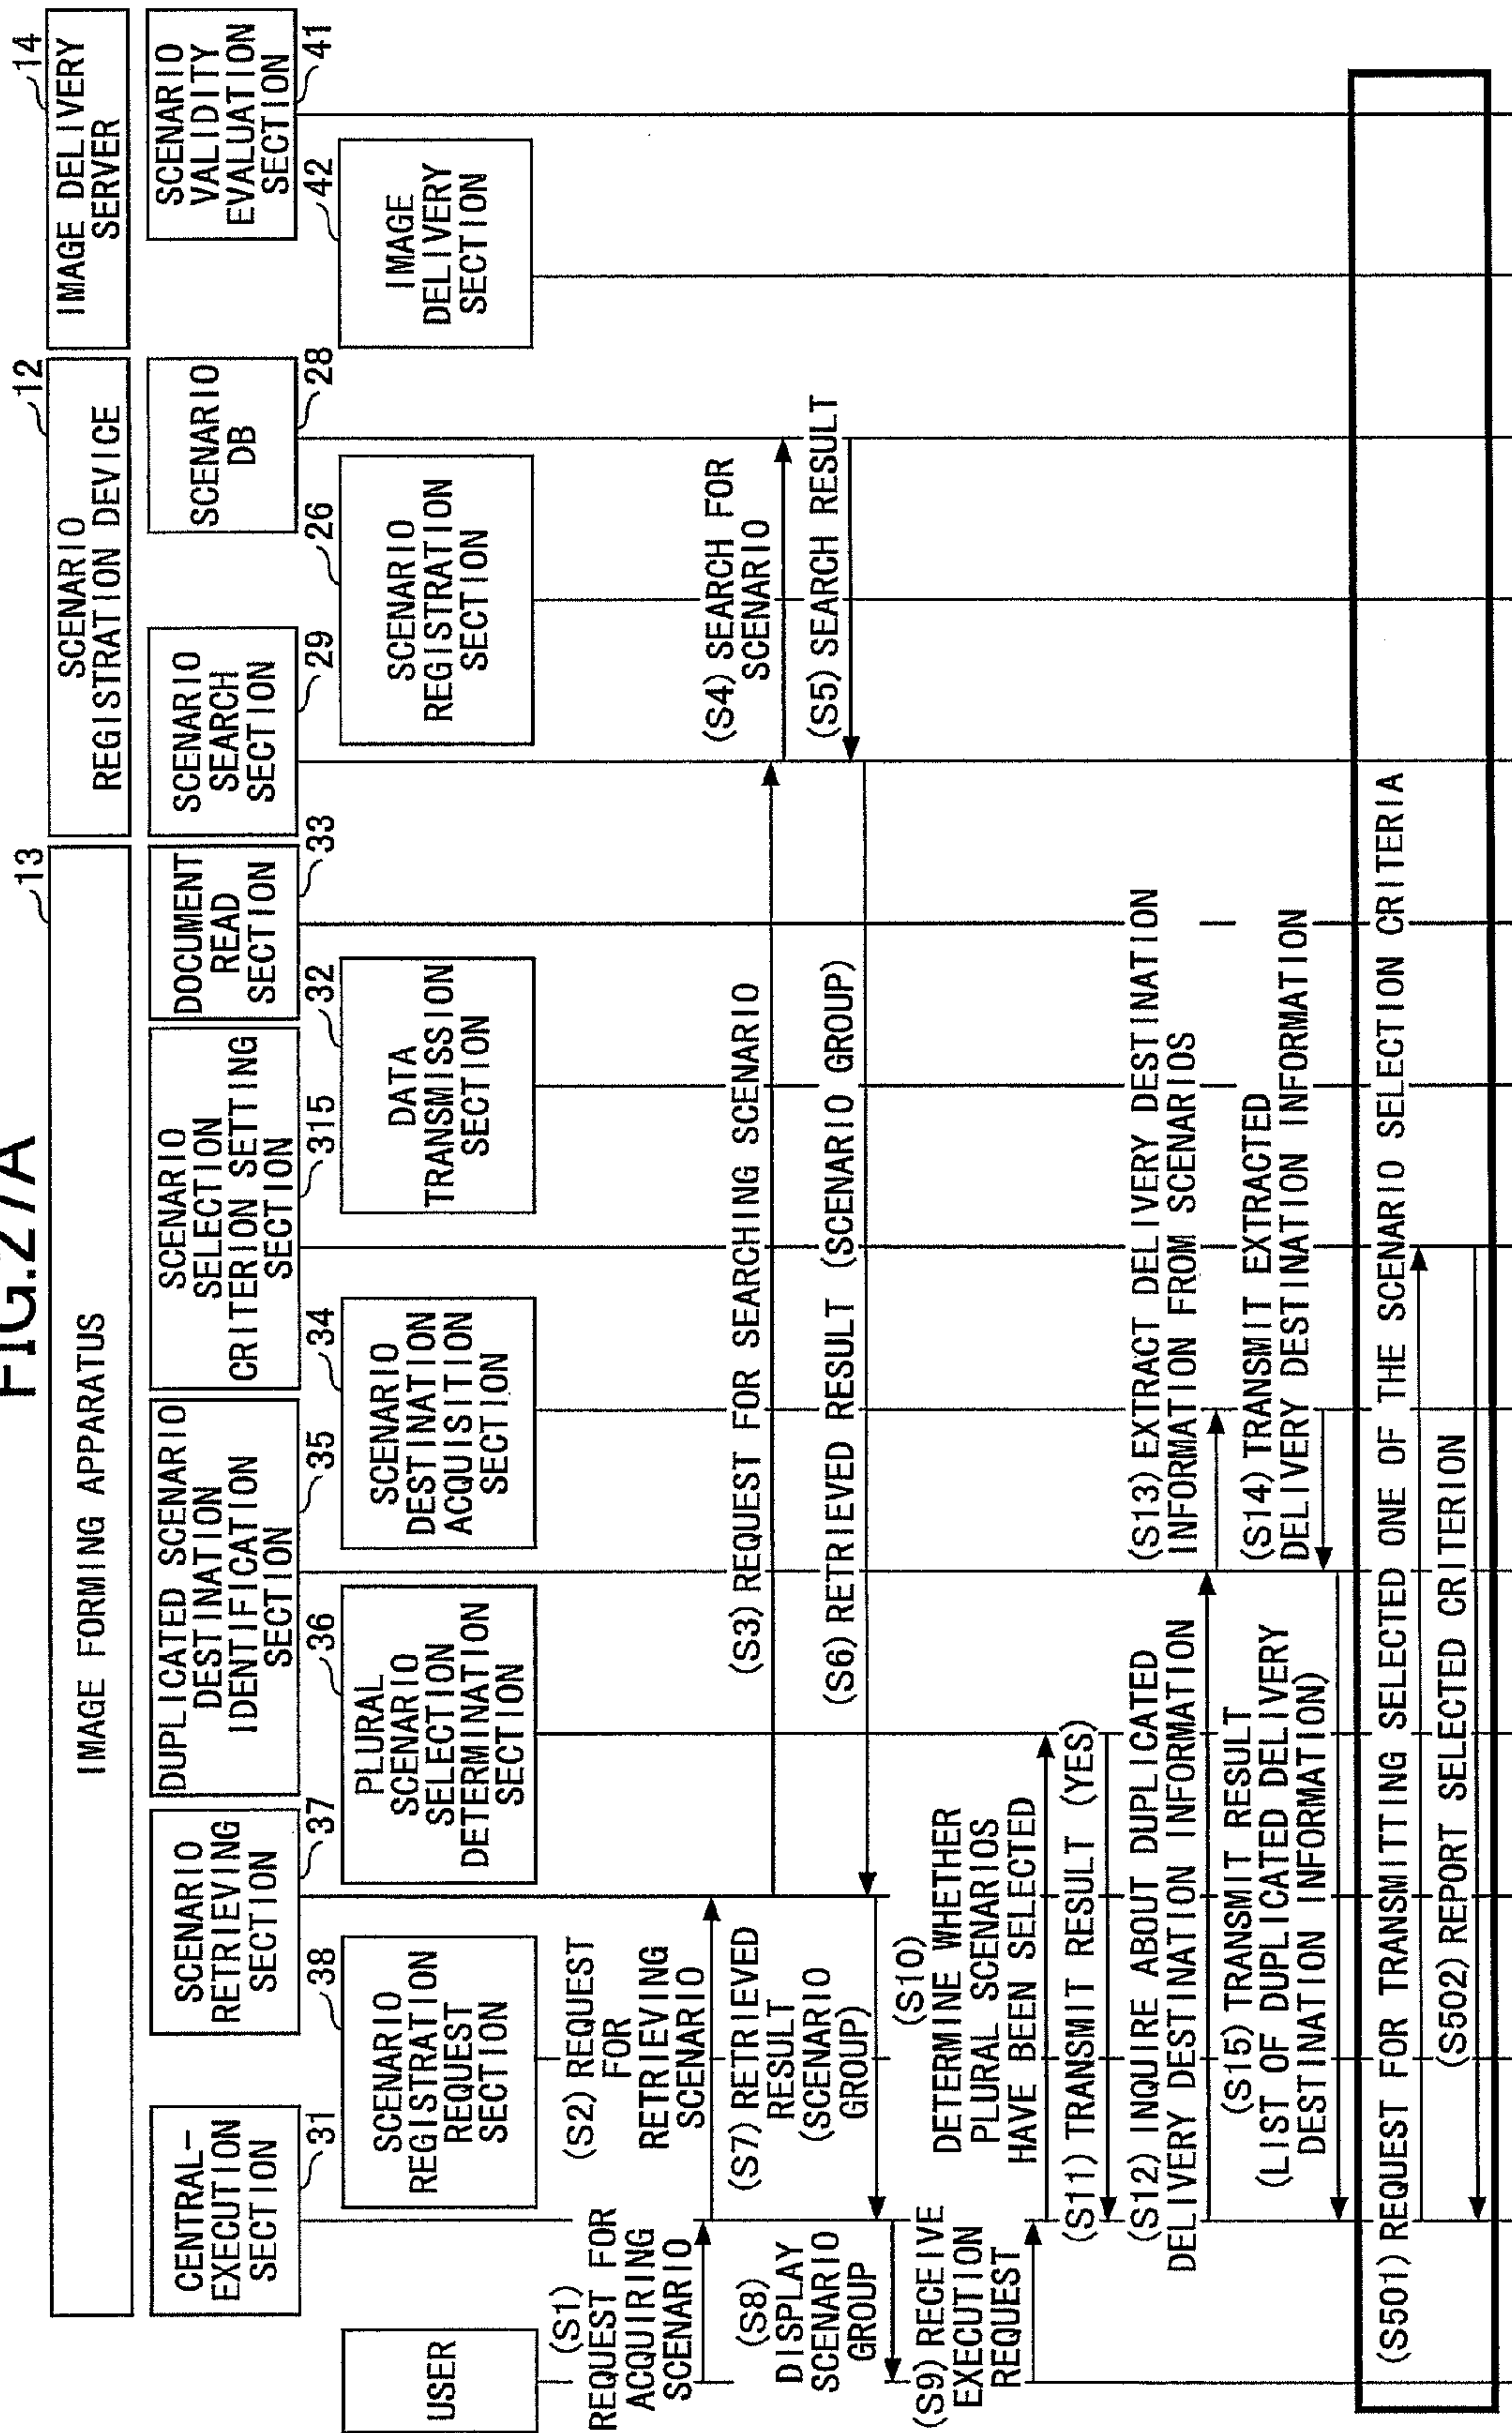 FIG.27A
13
IMAGE FORMING APPARATUS
12
SCENARIO
REGISTRATION DEVICE
14
IMAGE DELIVERY
SERVER
CENTRAL-
EXECUTION
SECTION
31
SCENARIO
RETRIEVING
SECTION
37
DUPLICATED SCENARIO
DESTINATION
IDENTIFICATION
SECTION
35
SCENARIO
SELECTION
CRITERION SETTING
SECTION
315
DOCUMENT
READ
SECTION
33
SCENARIO
SEARCH
SECTION
29
SCENARIO
DB
28
SCENARIO
VALIDITY
EVALUATION
SECTION
41
USER
SCENARIO
REGISTRATION
REQUEST
SECTION
38
PLURAL
SCENARIO
SELECTION
DETERMINATION
SECTION
36
SCENARIO
DESTINATION
ACQUISITION
SECTION
34
DATA
TRANSMISSION
SECTION
32
SCENARIO
REGISTRATION
SECTION
26
IMAGE
DELIVERY
SECTION
42
(S1)
REQUEST FOR
ACQUIRING
SCENARIO
(S2) REQUEST
FOR
RETRIEVING
SCENARIO
(S3) REQUEST FOR SEARCHING SCENARIO
(S4) SEARCH FOR
SCENARIO
(S5) SEARCH RESULT
(S6) RETRIEVED RESULT (SCENARIO GROUP)
(S7) RETRIEVED
RESULT
(SCENARIO
GROUP)
(S8)
DISPLAY
SCENARIO
GROUP
(S9) RECEIVE
EXECUTION
REQUEST
(S10)
DETERMINE WHETHER
PLURAL SCENARIOS
HAVE BEEN SELECTED
(S11) TRANSMIT RESULT (YES)
(S12) INQUIRE ABOUT DUPLICATED
DELIVERY DESTINATION INFORMATION
(S13) EXTRACT DELIVERY DESTINATION
INFORMATION FROM SCENARIOS
(S14) TRANSMIT EXTRACTED
DELIVERY DESTINATION INFORMATION
(S15) TRANSMIT RESULT
(LIST OF DUPLICATED DELIVERY
DESTINATION INFORMATION)
(S501) REQUEST FOR TRANSMITTING SELECTED ONE OF THE SCENARIO SELECTION CRITERIA
(S502) REPORT SELECTED CRITERION